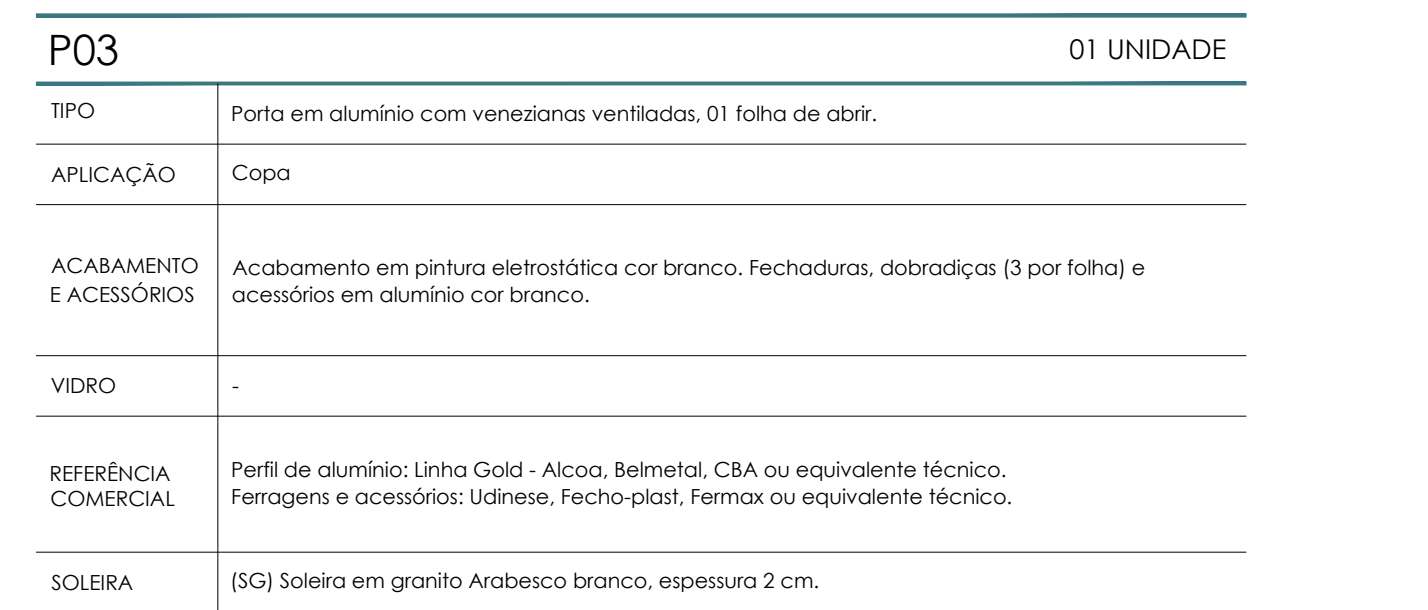 P03
01 UNIDADE
TIPO
Porta em alumínio com venezianas ventiladas, 01 folha de abrir.
APLICAÇÃO
Copa
ACABAMENTO
E ACESSÓRIOS
Acabamento em pintura eletrostática cor branco. Fechaduras, dobradiças (3 por folha) e
acessórios em alumínio cor branco.
VIDRO
-
REFERÊNCIA
COMERCIAL
Perfil de alumínio: Linha Gold - Alcoa, Belmetal, CBA ou equivalente técnico.
Ferragens e acessórios: Udinese, Fecho-plast, Fermax ou equivalente técnico.
SOLEIRA
(SG) Soleira em granito Arabesco branco, espessura 2 cm.